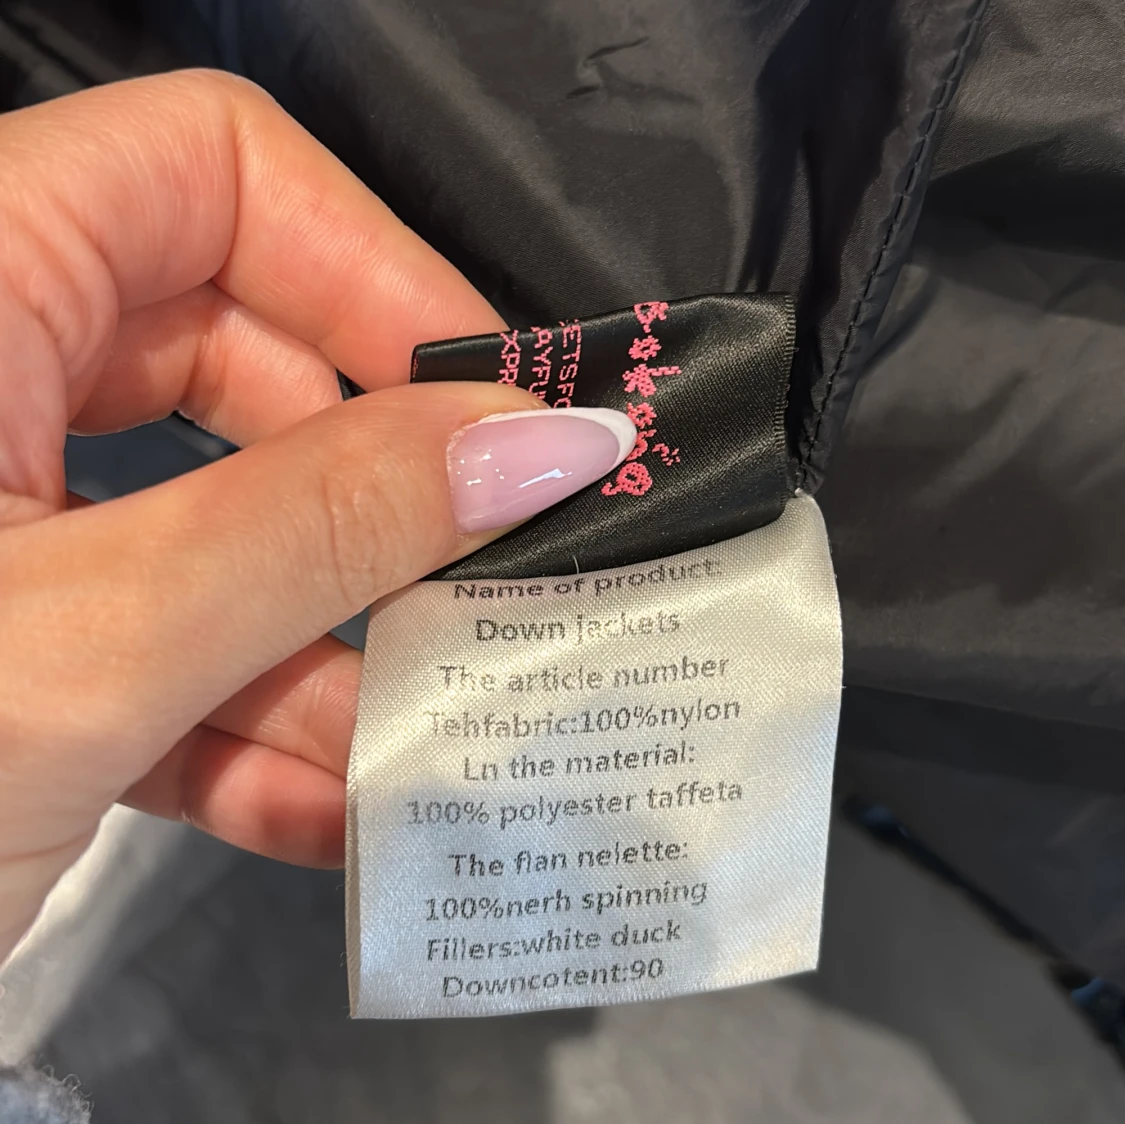 Name of product:
Down jackets
The article number
Tehfabric:100%nylon
Ln the material:
100% polyester taffeta
The flan nelette:
100%nerh spinning
Fillers:white duck
Downcotent:90